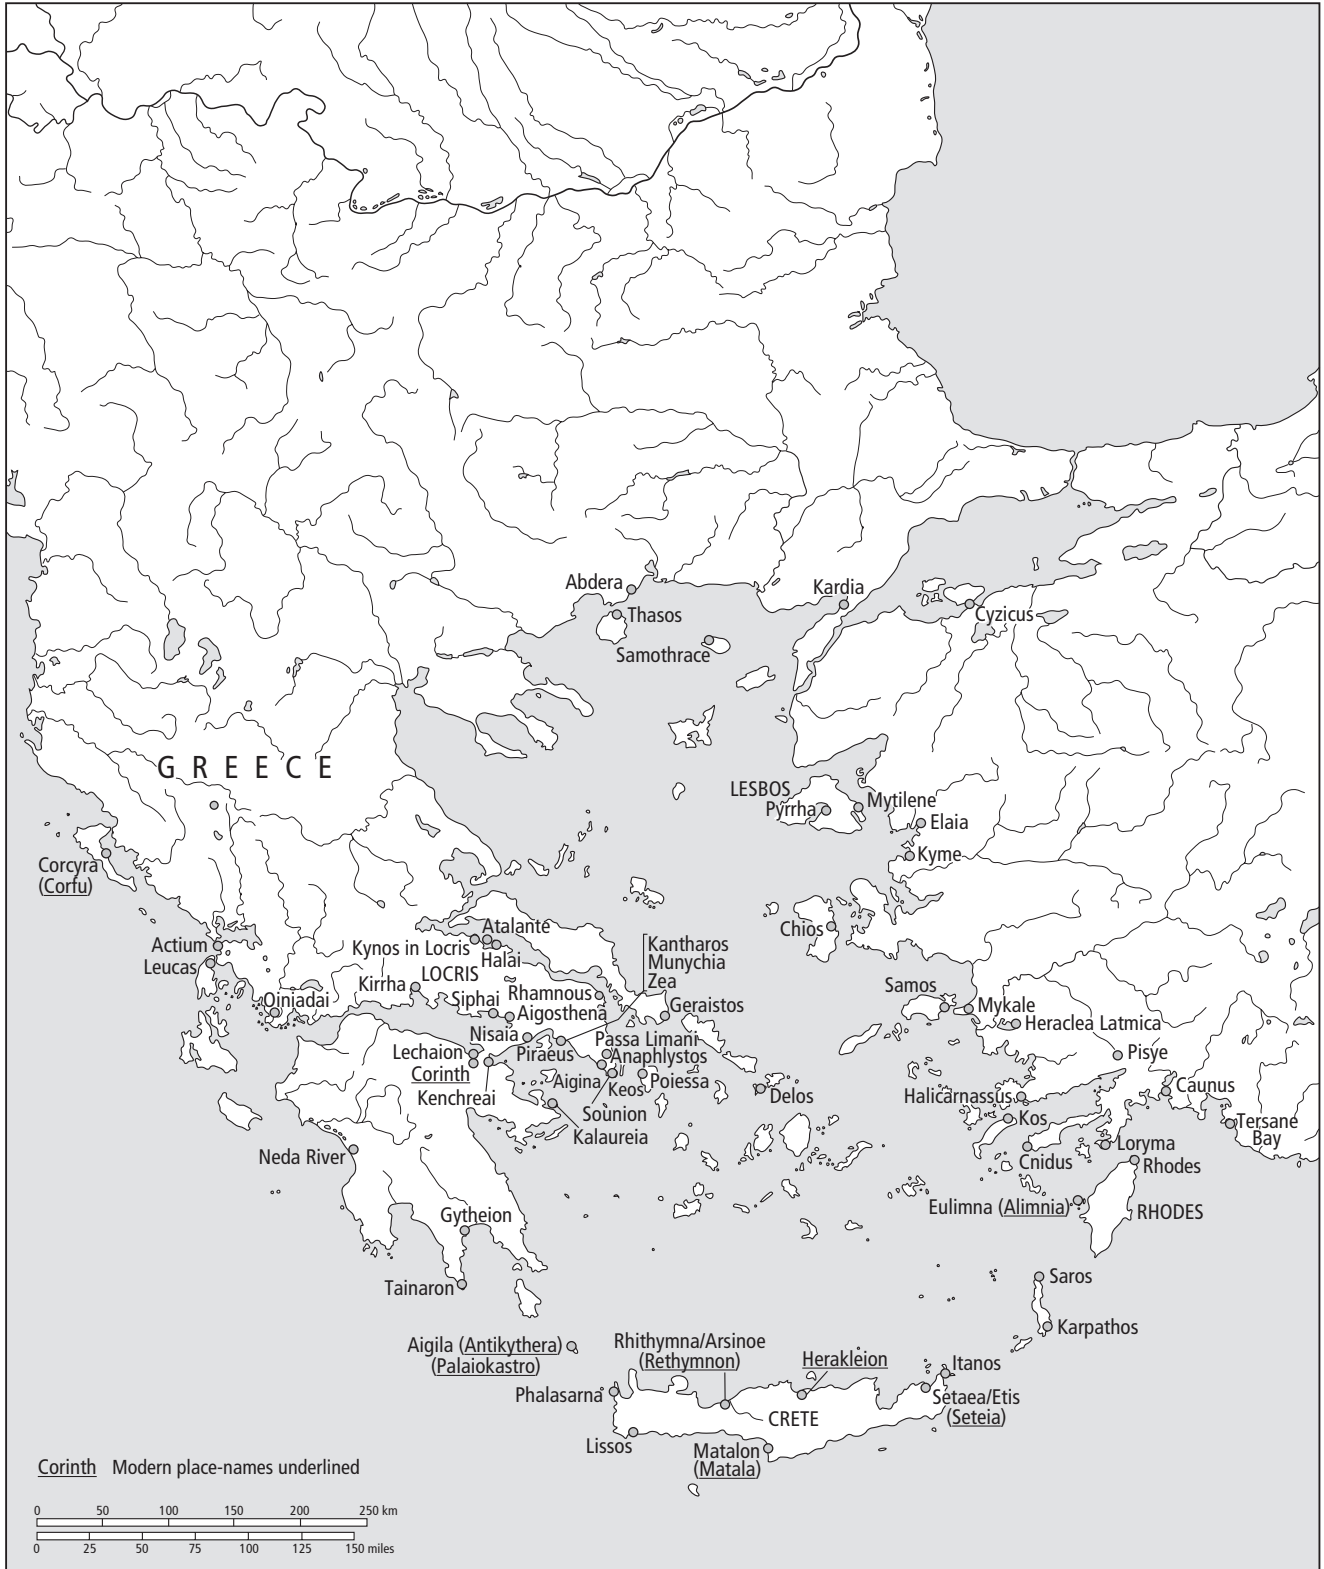 Abdera
Kardia
Thasos
Cyzicus
Samothrace
GREECE
LESBOS
Pyrrha
Mytilene
Elaia
Kyme
Corcyra
(Corfu)
Actium
Leucas
Kynos in Locris
Atalante
Halai
LOCRIS
Kirrha
Oiniadai
Siphai
Rhamnous
Aigosthena
Kantharos
Munychia
Zea
Geraistos
Chios
Samos
Mykale
Heraclea Latmica
Nisaia
Lechaion
Corinth
Kenchreai
Piraeus
Passa Limani
Anaphlystos
Aigina
Keos
Poiessa
Sounion
Kalaureia
Delos
Pisye
Halicarnassus
Caunus
Kos
Tersane
Bay
Cnidus
Loryma
Rhodes
Neda River
Eulimna (Alimnia)
RHODES
Gytheion
Tainaron
Saros
Karpathos
Aigila (Antikythera)
(Palaiokastro)
Rhithymna/Arsinoe
(Rethymnon)
Herakleion
Itanos
Phalasarna
Setaea/Etis
(Seteia)
CRETE
Lissos
Matalon
(Matala)
Corinth Modern place-names underlined
0 50 100 150 200 250 km
0 25 50 75 100 125 150 miles